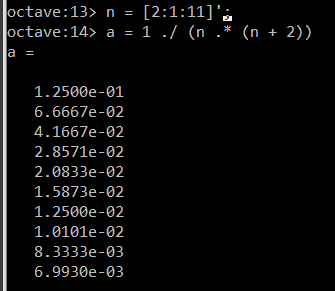 octave:13> n = [2:1:11]';
octave:14> a = 1 ./ (n .* (n + 2))
a =
1.2500e-01
6.6667e-02
4.1667e-02
2.8571e-02
2.0833e-02
1.5873e-02
1.2500e-02
1.0101e-02
8.3333e-03
6.9930e-03